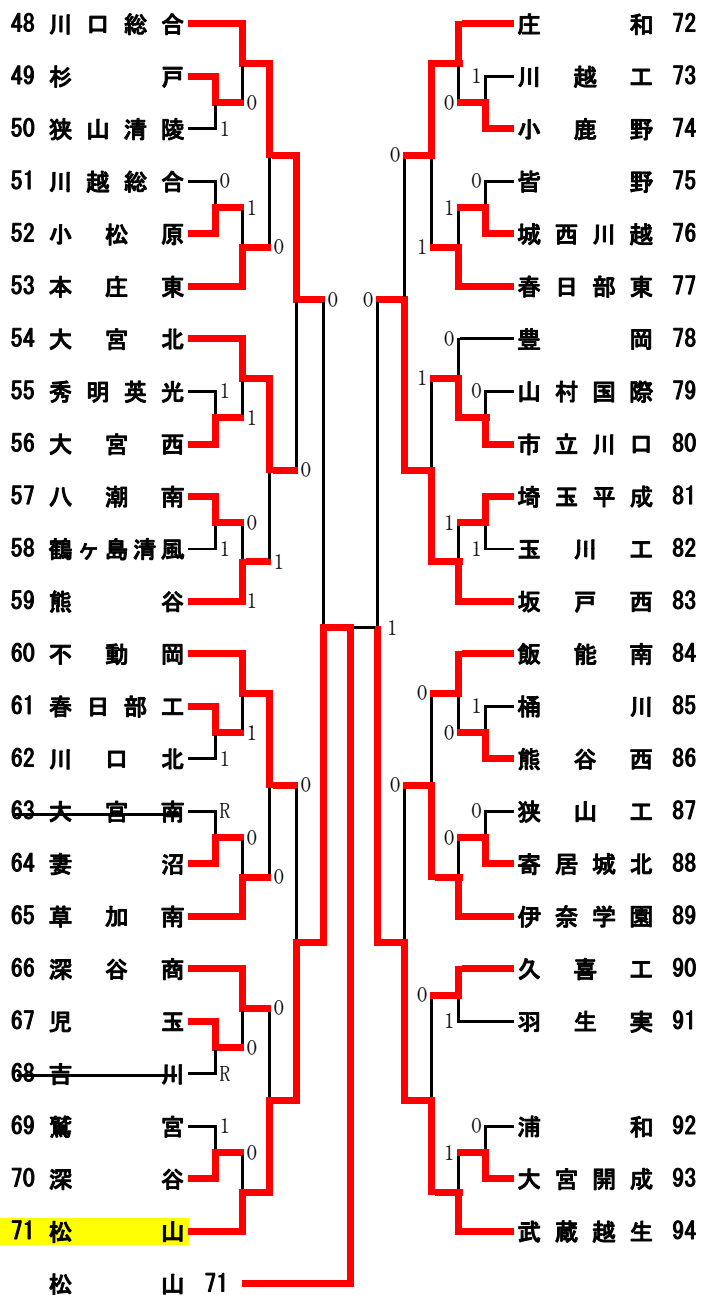 48 川口総合 庄和 72
49 杉戸 1 川越工 73
0 0
50 狭山清陵 1 小鹿野 74
0
51 川越総合 0 0 皆野 75
1 1
52 小松原 城西川越 76
0 1
53 本庄東 春日部東 77
0 0
54 大宮北 0 豊岡 78
1
55 秀明英光 1 0 山村国際 79
1
56 大宮西 市立川口 80
0
57 八潮南 埼玉平成 81
0 1
58 鶴ヶ島清風 1 1 玉川工 82
1
59 熊谷 1 坂戸西 83
1
60 不動岡 飯能南 84
0
61 春日部工 1 桶川 85
1 0
62 川口北 1 熊谷西 86
0 0
63 大宮南 R 0 狭山工 87
0 0
64 妻沼 寄居城北 88
0
65 草加南 伊奈学園 89
66 深谷商 久喜工 90
0 0
67 児玉 1 羽生実 91
0
68 吉川 R
69 鷲宮 1 0 浦和 92
0 1
70 深谷 大宮開成 93
71 松山 武蔵越生 94
松山 71